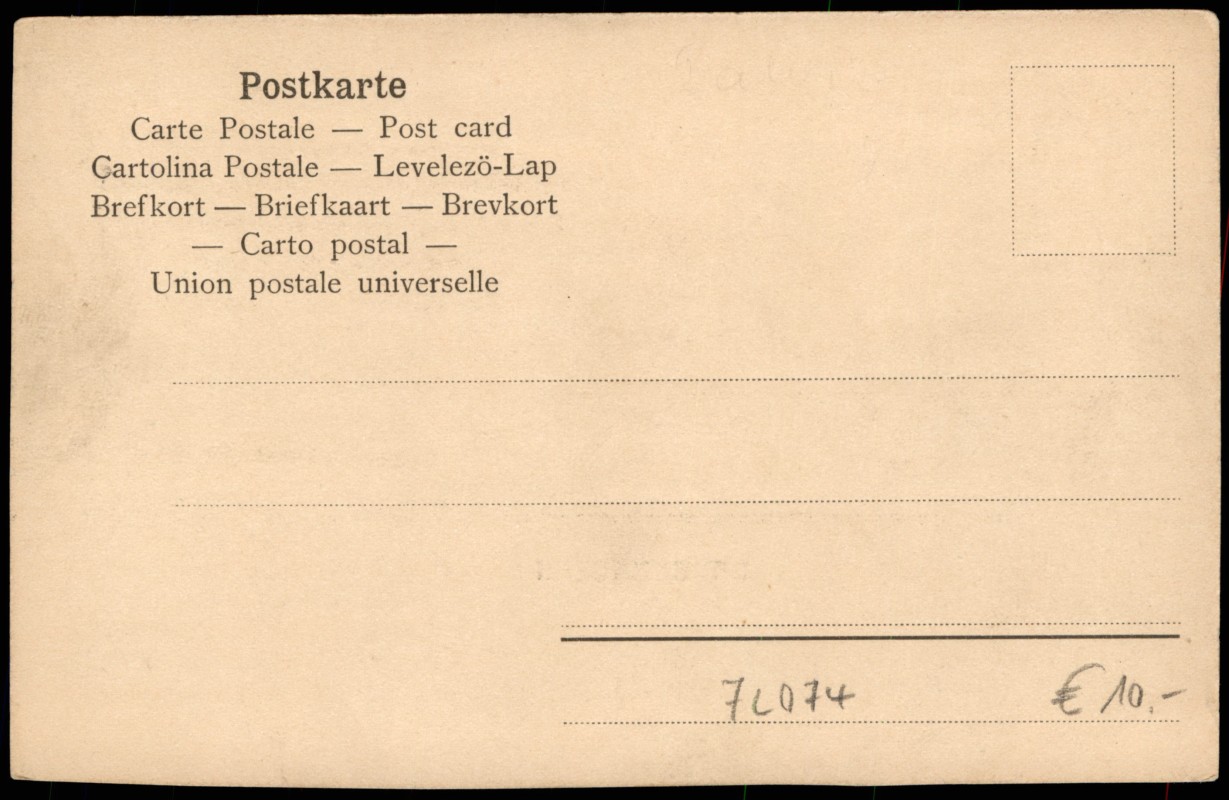 Postkarte
Carte Postale — Post card
Cartolina Postale — Levelezö-Lap
Brefkort — Briefkaart — Brevkort
— Carto postal —
Union postale universelle
7L074 € 10.-